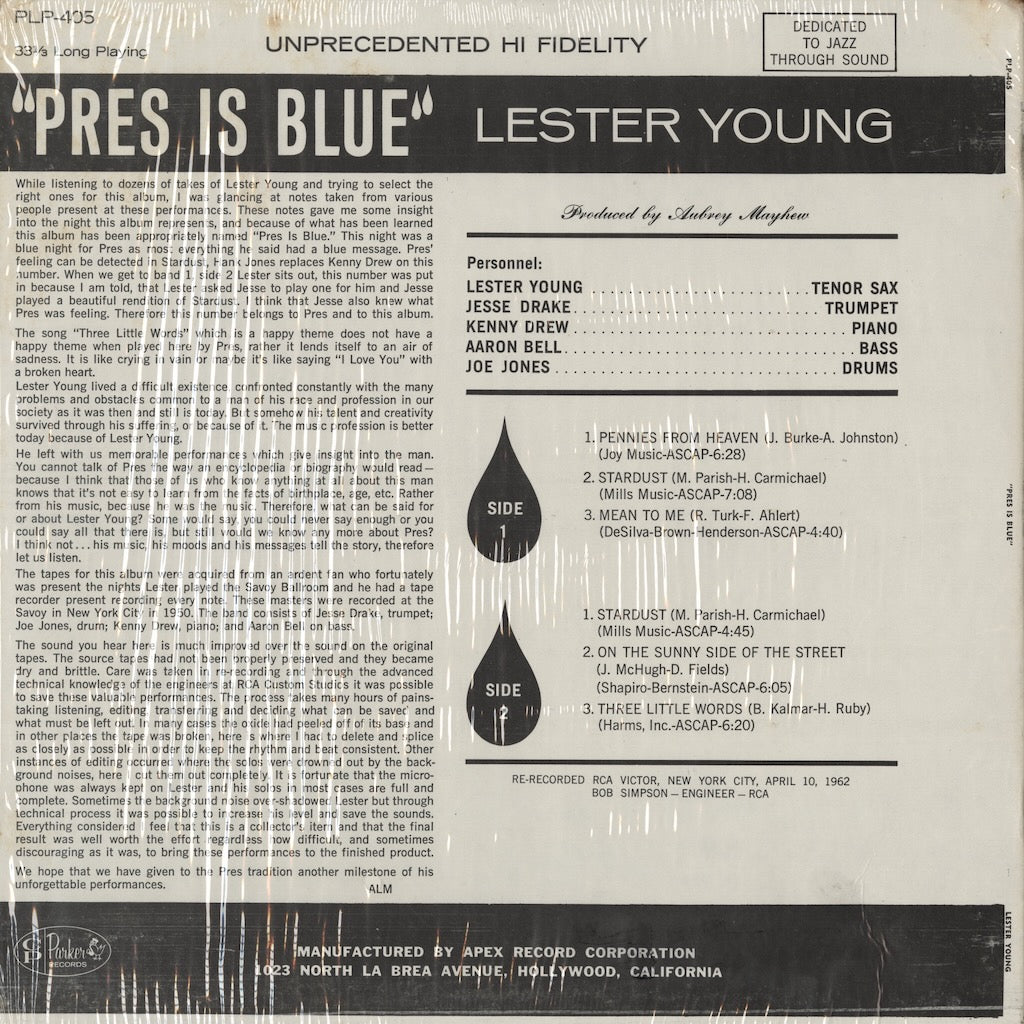 PLP-405
33⅓ Long Playing
UNPRECEDENTED HI FIDELITY
DEDICATED
TO JAZZ
THROUGH SOUND
"PRES IS BLUE"
LESTER YOUNG
While listening to dozens of takes of Lester Young and trying to select the
right ones for this album, I was glancing at notes taken from various
people present at these performances. These notes gave me some insight
into the night this album represents, and because of what has been learned
this album has been appropriately named "Pres Is Blue." This night was a
blue night for Pres as most everything he said had a blue message. Pres'
feeling can be detected in Stardust, Hank Jones replaces Kenny Drew on this
number. When we get to band 1, side 2 Lester sits out, this number was put
in because I am told, that Lester asked Jesse to play one for him and Jesse
played a beautiful rendition of Stardust. I think that Jesse also knew what
Pres was feeling. Therefore this number belongs to Pres and to this album.
The song "Three Little Words" which is a happy theme does not have a
happy theme when played here by Pres, rather it lends itself to an air of
sadness. It is like crying in vain or maybe it's like saying "I Love You" with
a broken heart.
Lester Young lived a difficult existence, confronted constantly with the many
problems and obstacles common to a man of his race and profession in our
society as it was then and still is today. But somehow his talent and creativity
survived through his suffering, or because of it. The music profession is better
today because of Lester Young.
He left with us memorable performances which give insight into the man.
You cannot talk of Pres the way an encyclopedia or biography would read—
because I think that those of us who know anything at all about this man
knows that it's not easy to learn from the facts of birthplace, age, etc. Rather
from his music, because he was the music. Therefore, what can be said for
or about Lester Young? Some would say you could never say enough or you
could say all that there is, but still would we know any more about Pres?
I think not... his music, his moods and his messages tell the story, therefore
let us listen.
The tapes for this album were acquired from an ardent fan who fortunately
was present the nights Lester played the Savoy Ballroom and he had a tape
recorder present recording every note. These masters were recorded at the
Savoy in New York City in 1950. The band consists of Jesse Drake, trumpet;
Joe Jones, drum; Kenny Drew, piano; and Aaron Bell on bass.
The sound you hear here is much improved over the sound on the original
tapes. The source tapes had not been properly preserved and they became
dry and brittle. Care was taken in re-recording and through the advanced
technical knowledge of the engineers at RCA Custom Studios it was possible
to save these valuable performances. The process takes many hours of pains-
taking listening, editing transferring and deciding what can be saved and
what must be left out. In many cases the oxide had peeled off of its base and
in other places the tape was broken, here is where I had to delete and splice
as closely as possible in order to keep the rhythm and beat consistent. Other
instances of editing occurred where the solos were drowned out by the back-
ground noises, here I cut them out completely. It is fortunate that the micro-
phone was always kept on Lester and his solos in most cases are full and
complete. Sometimes the background noise over-shadowed Lester but through
technical process it was possible to increase his level and save the sounds.
Everything considered I feel that this is a collector's item and that the final
result was well worth the effort regardless how difficult, and sometimes
discouraging as it was, to bring these performances to the finished product.
We hope that we have given to the Pres tradition another milestone of his
unforgettable performances.
ALM
Produced by Aubrey Mayhew
Personnel:
LESTER YOUNG ........................ TENOR SAX
JESSE DRAKE ........................ TRUMPET
KENNY DREW ........................ PIANO
AARON BELL ........................ BASS
JOE JONES ........................ DRUMS
SIDE
1
1. PENNIES FROM HEAVEN (J. Burke-A. Johnston)
(Joy Music-ASCAP-6:28)
2. STARDUST (M. Parish-H. Carmichael)
(Mills Music-ASCAP-7:08)
3. MEAN TO ME (R. Turk-F. Ahlert)
(DeSilva-Brown-Henderson-ASCAP-4:40)
SIDE
2
1. STARDUST (M. Parish-H. Carmichael)
(Mills Music-ASCAP-4:45)
2. ON THE SUNNY SIDE OF THE STREET
(J. McHugh-D. Fields)
(Shapiro-Bernstein-ASCAP-6:05)
3. THREE LITTLE WORDS (B. Kalmar-H. Ruby)
(Harms, Inc.-ASCAP-6:20)
RE-RECORDED RCA VICTOR, NEW YORK CITY, APRIL 10, 1962
BOB SIMPSON — ENGINEER — RCA
PLP-405
"PRES IS BLUE"
LESTER YOUNG
CP Parker
RECORDS
MANUFACTURED BY APEX RECORD CORPORATION
1023 NORTH LA BREA AVENUE, HOLLYWOOD, CALIFORNIA